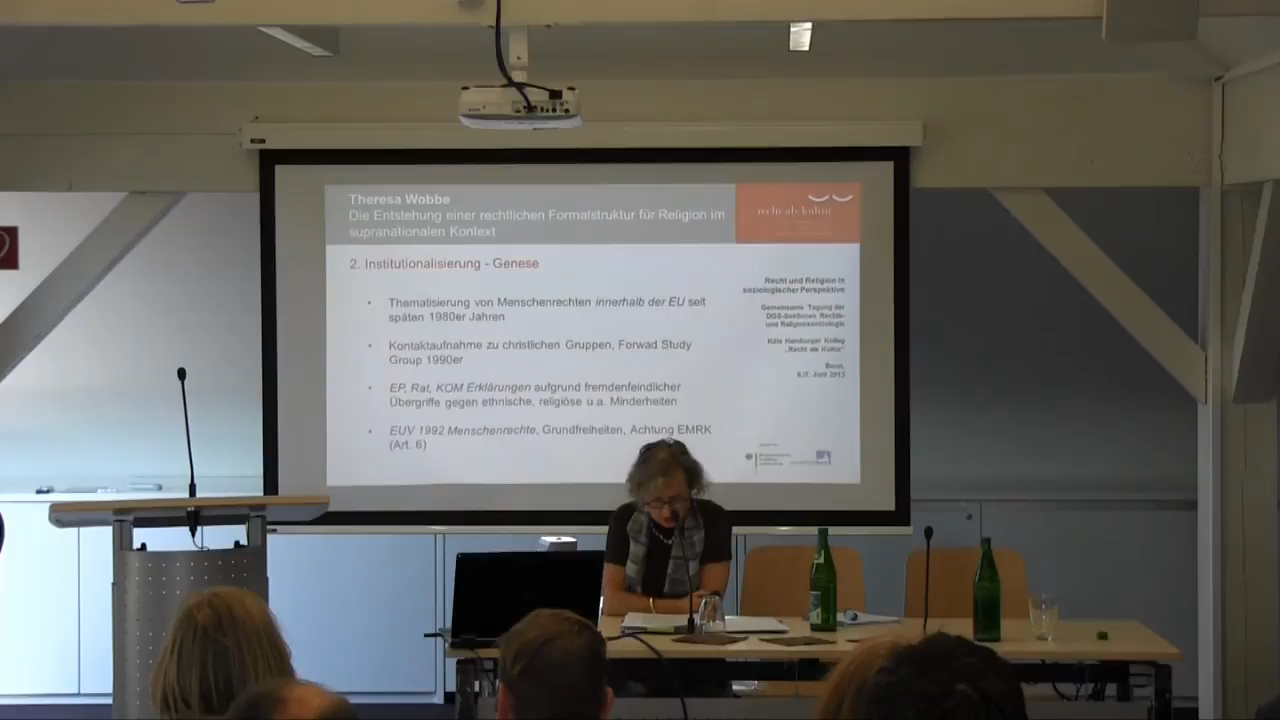 Theresa Wobbe
Die Entstehung einer rechtlichen Formalstruktur für Religion im
supranationalen Kontext
recht als kultur
2. Institutionalisierung - Genese
• Thematisierung von Menschenrechten innerhalb der EU seit
späten 1980er Jahren
• Kontaktaufnahme zu christlichen Gruppen, Forwad Study
Group 1990er
• EP, Rat, KOM Erklärungen aufgrund fremdenfeindlicher
Übergriffe gegen ethnische, religiöse u.a. Minderheiten
• EUV 1992 Menschenrechte, Grundfreiheiten, Achtung EMRK
(Art. 6)
Recht und Religion in
soziologischer Perspektive
Gemeinsame Tagung der
DGS-Sektionen Rechts-
und Religionssoziologie
Käte Hamburger Kolleg
„Recht als Kultur“
Bonn,
6./7. Juni 2013